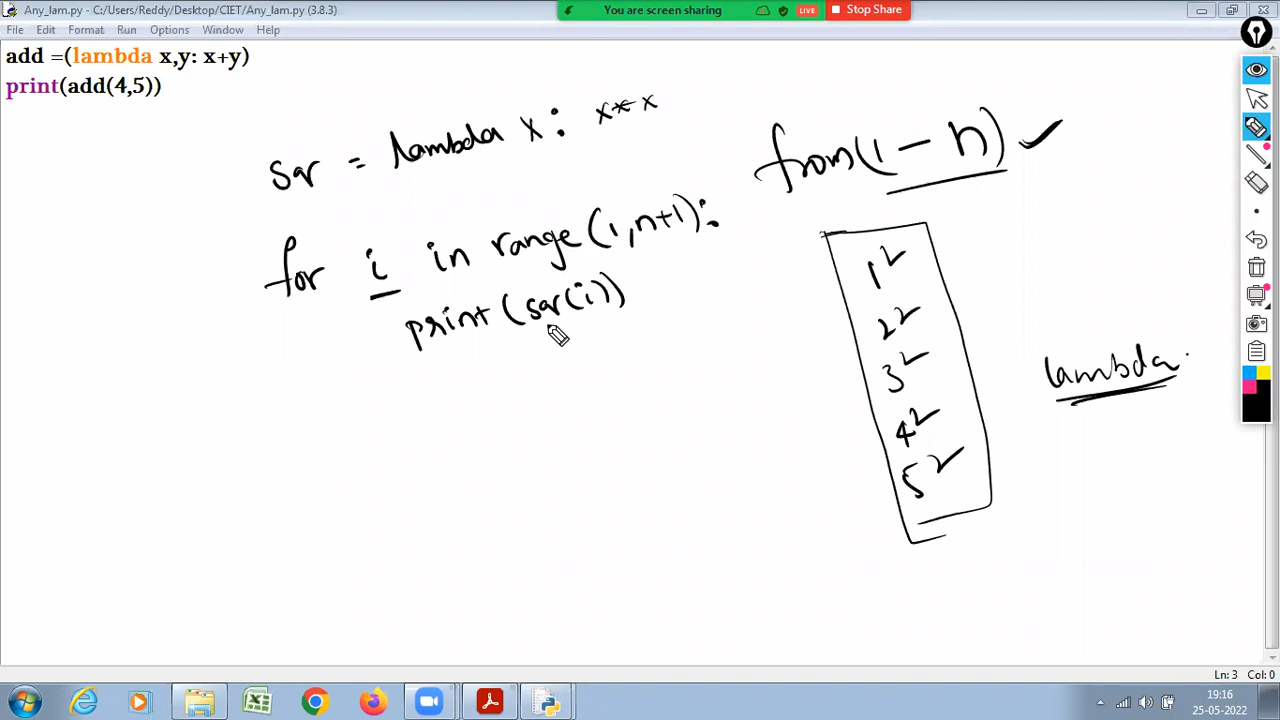 Any_lam.py - C:/Users/Reddy/Desktop/CIET/Any_lam.py (3.8.3)
You are screen sharing
LIVE
Stop Share
File Edit Format Run Options Window Help
add =(lambda x,y: x+y)
print(add(4,5))
sqr = lambda x: x*x
from(1-n)
for i in range(1,n+1):
print(sqr(i))
1²
2²
3²
4²
5²
lambda
Ln: 3 Col: 0
19:16
25-05-2022